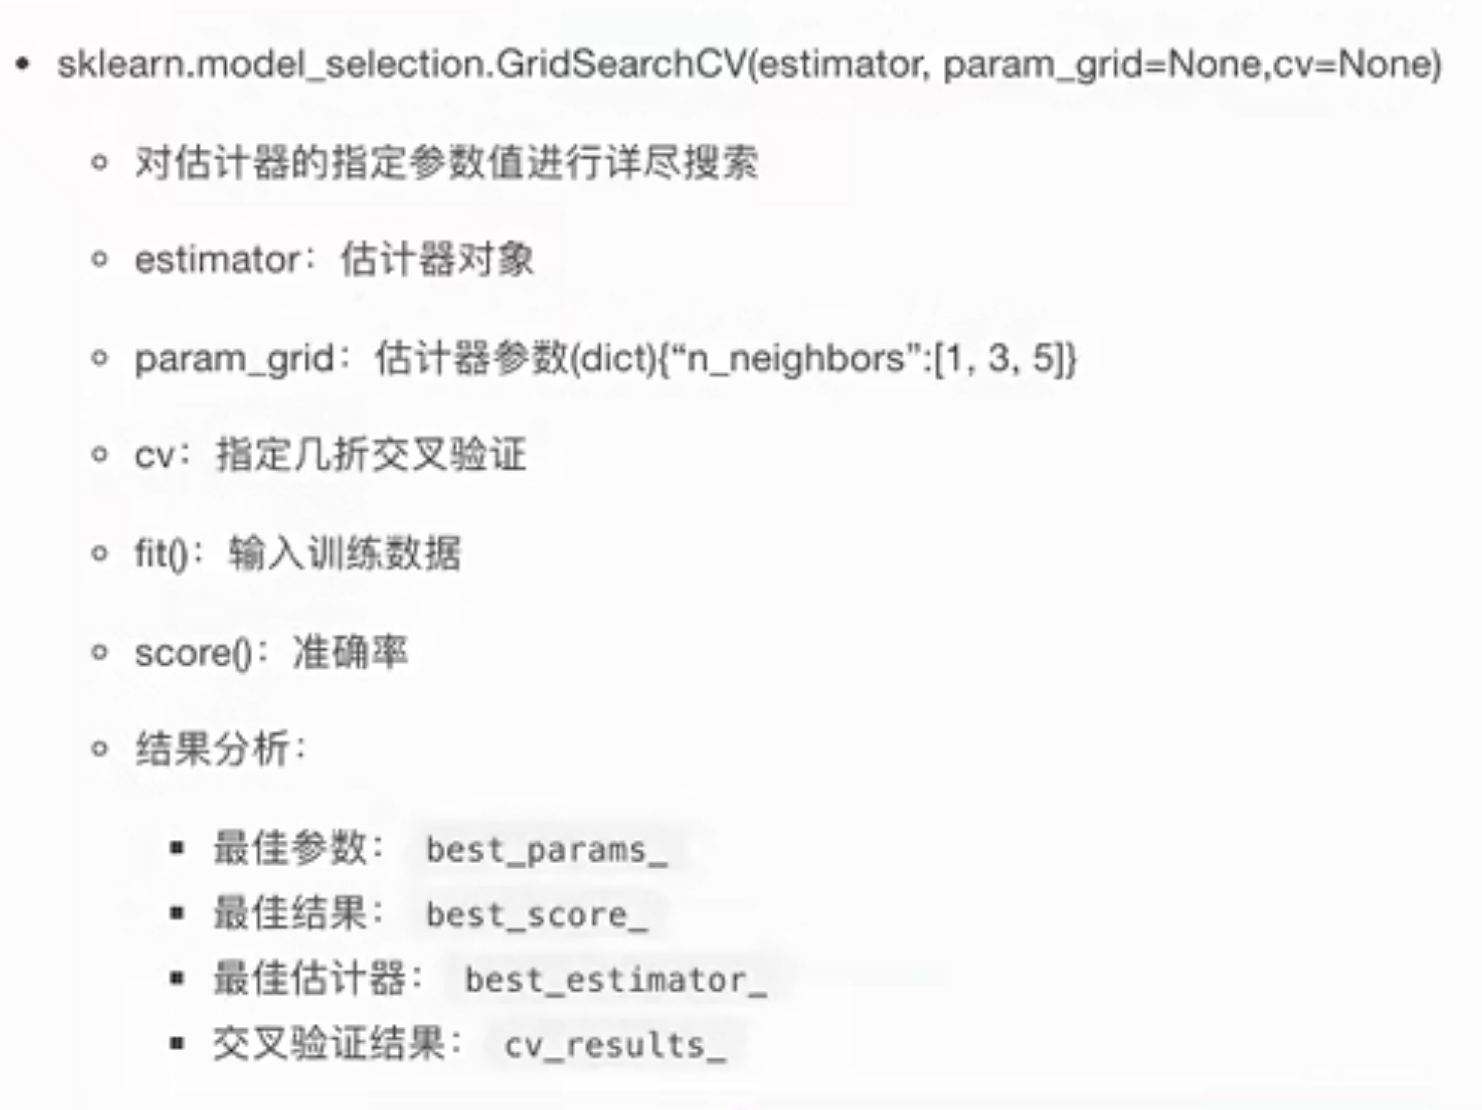 • sklearn.model_selection.GridSearchCV(estimator, param_grid=None,cv=None)
○ 对估计器的指定参数值进行详尽搜索
○ estimator：估计器对象
○ param_grid：估计器参数(dict){“n_neighbors”:[1, 3, 5]}
○ cv：指定几折交叉验证
○ fit()：输入训练数据
○ score()：准确率
○ 结果分析：
▪ 最佳参数： best_params_
▪ 最佳结果： best_score_
▪ 最佳估计器： best_estimator_
▪ 交叉验证结果： cv_results_